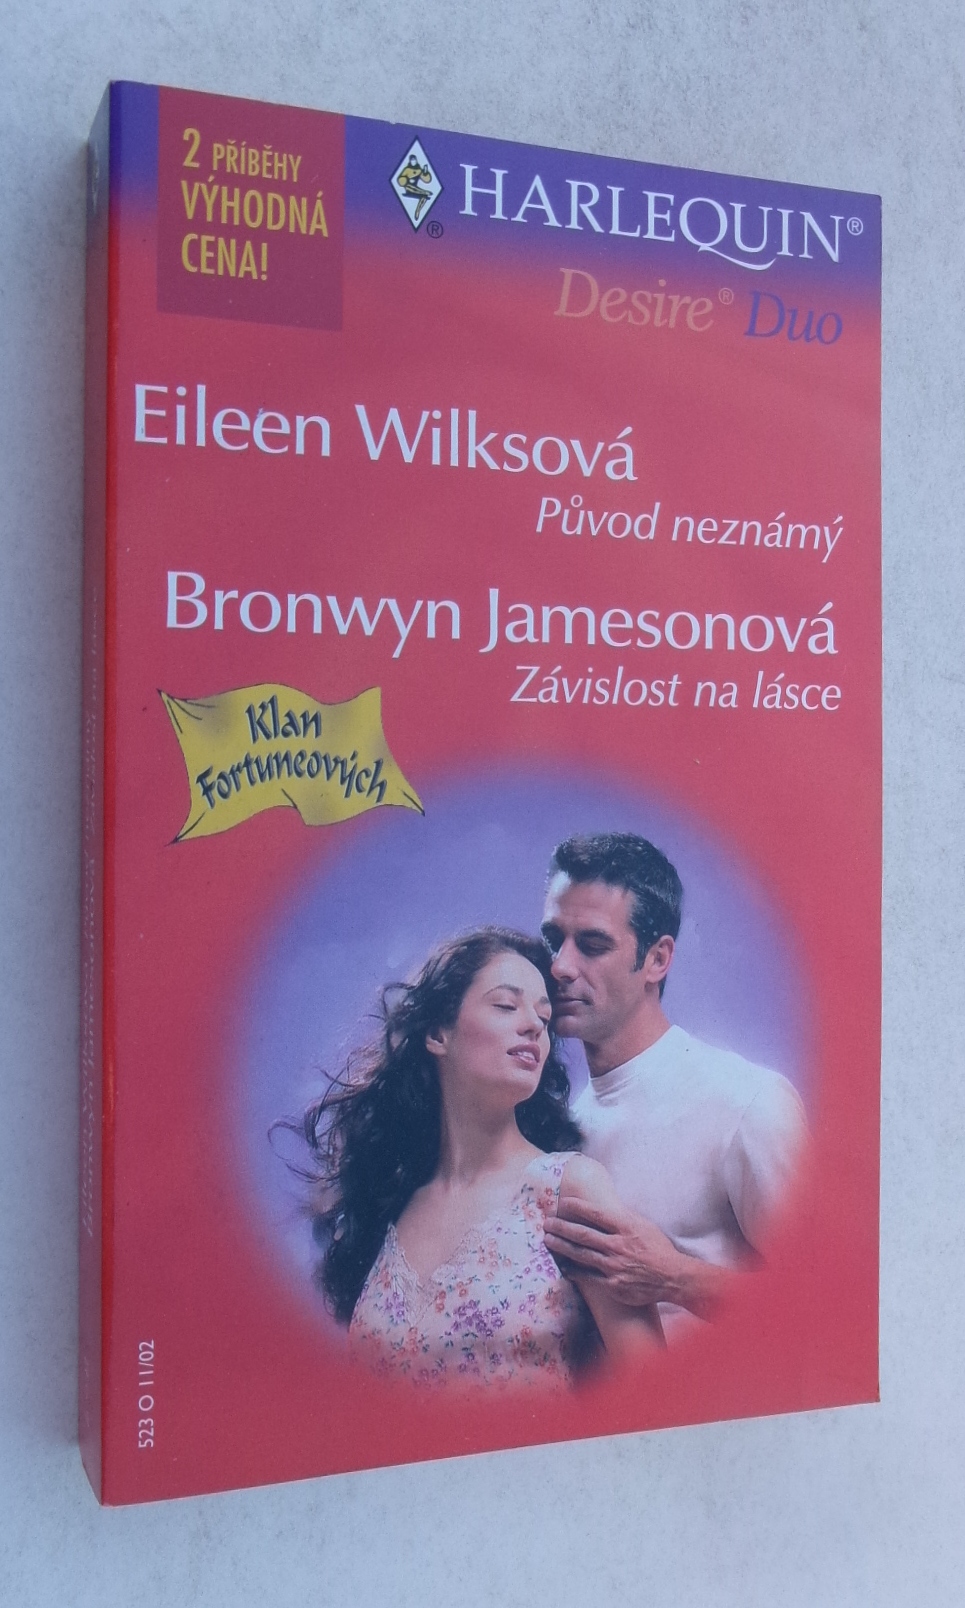 2 PŘÍBĚHY
VÝHODNÁ
CENA!
HARLEQUIN®
Desire® Duo
Eileen Wilksová
Původ neznámý
Bronwyn Jamesonová
Závislost na lásce
Klan
Fortuneových
523 O 11/02